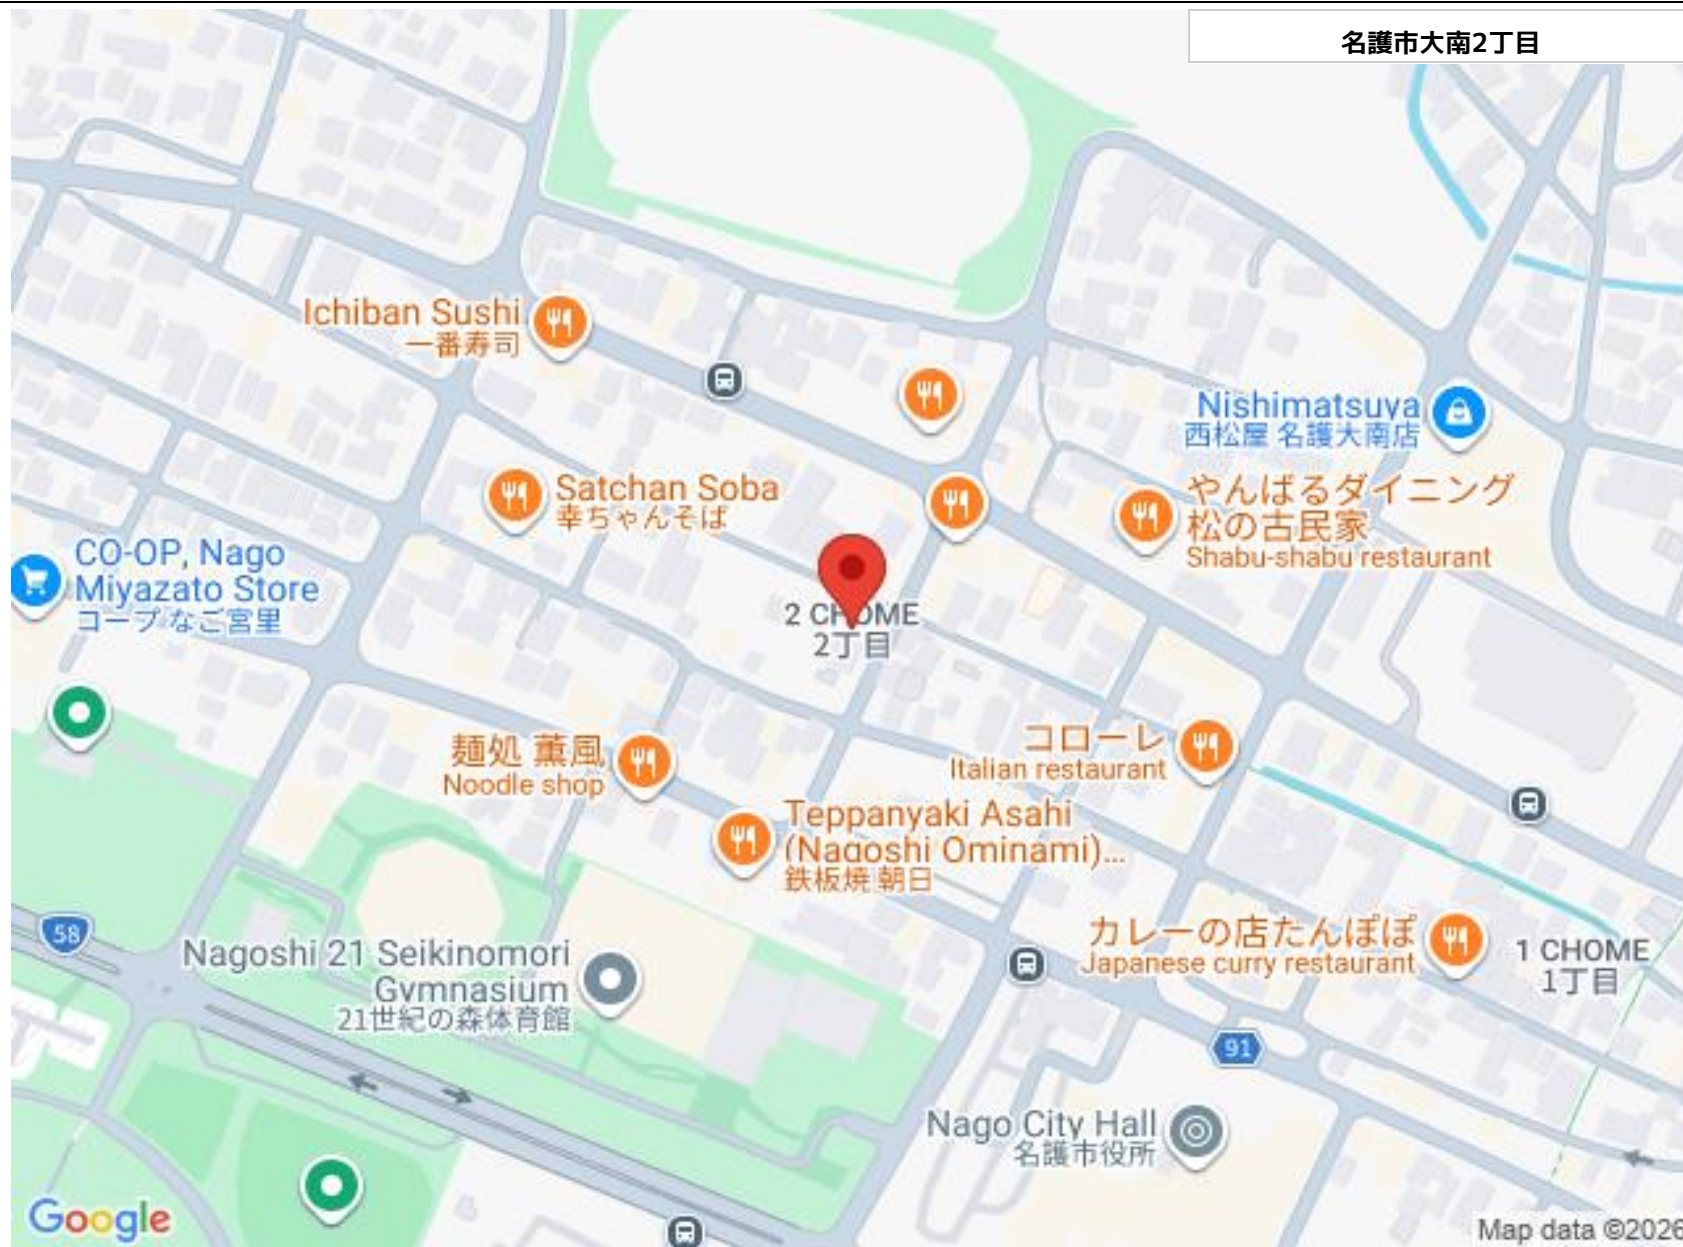 名護市大南2丁目
Ichiban Sushi
一番寿司
Nishimatsuya
西松屋 名護大南店
Satchan Soba
幸ちゃんそば
やんばるダイニング
松の古民家
Shabu-shabu restaurant
CO-OP, Nago
Miyazato Store
コープ なご宮里
2 CHOME
2丁目
麺処 薫風
Noodle shop
コローレ
Italian restaurant
Teppanyaki Asahi
(Nagoshi Ominami)...
鉄板焼 朝日
58
Nagoshi 21 Seikinomori
Gymnasium
21世紀の森体育館
カレーの店たんぽぽ
Japanese curry restaurant
1 CHOME
1丁目
91
Nago City Hall
名護市役所
Google
Map data ©2026